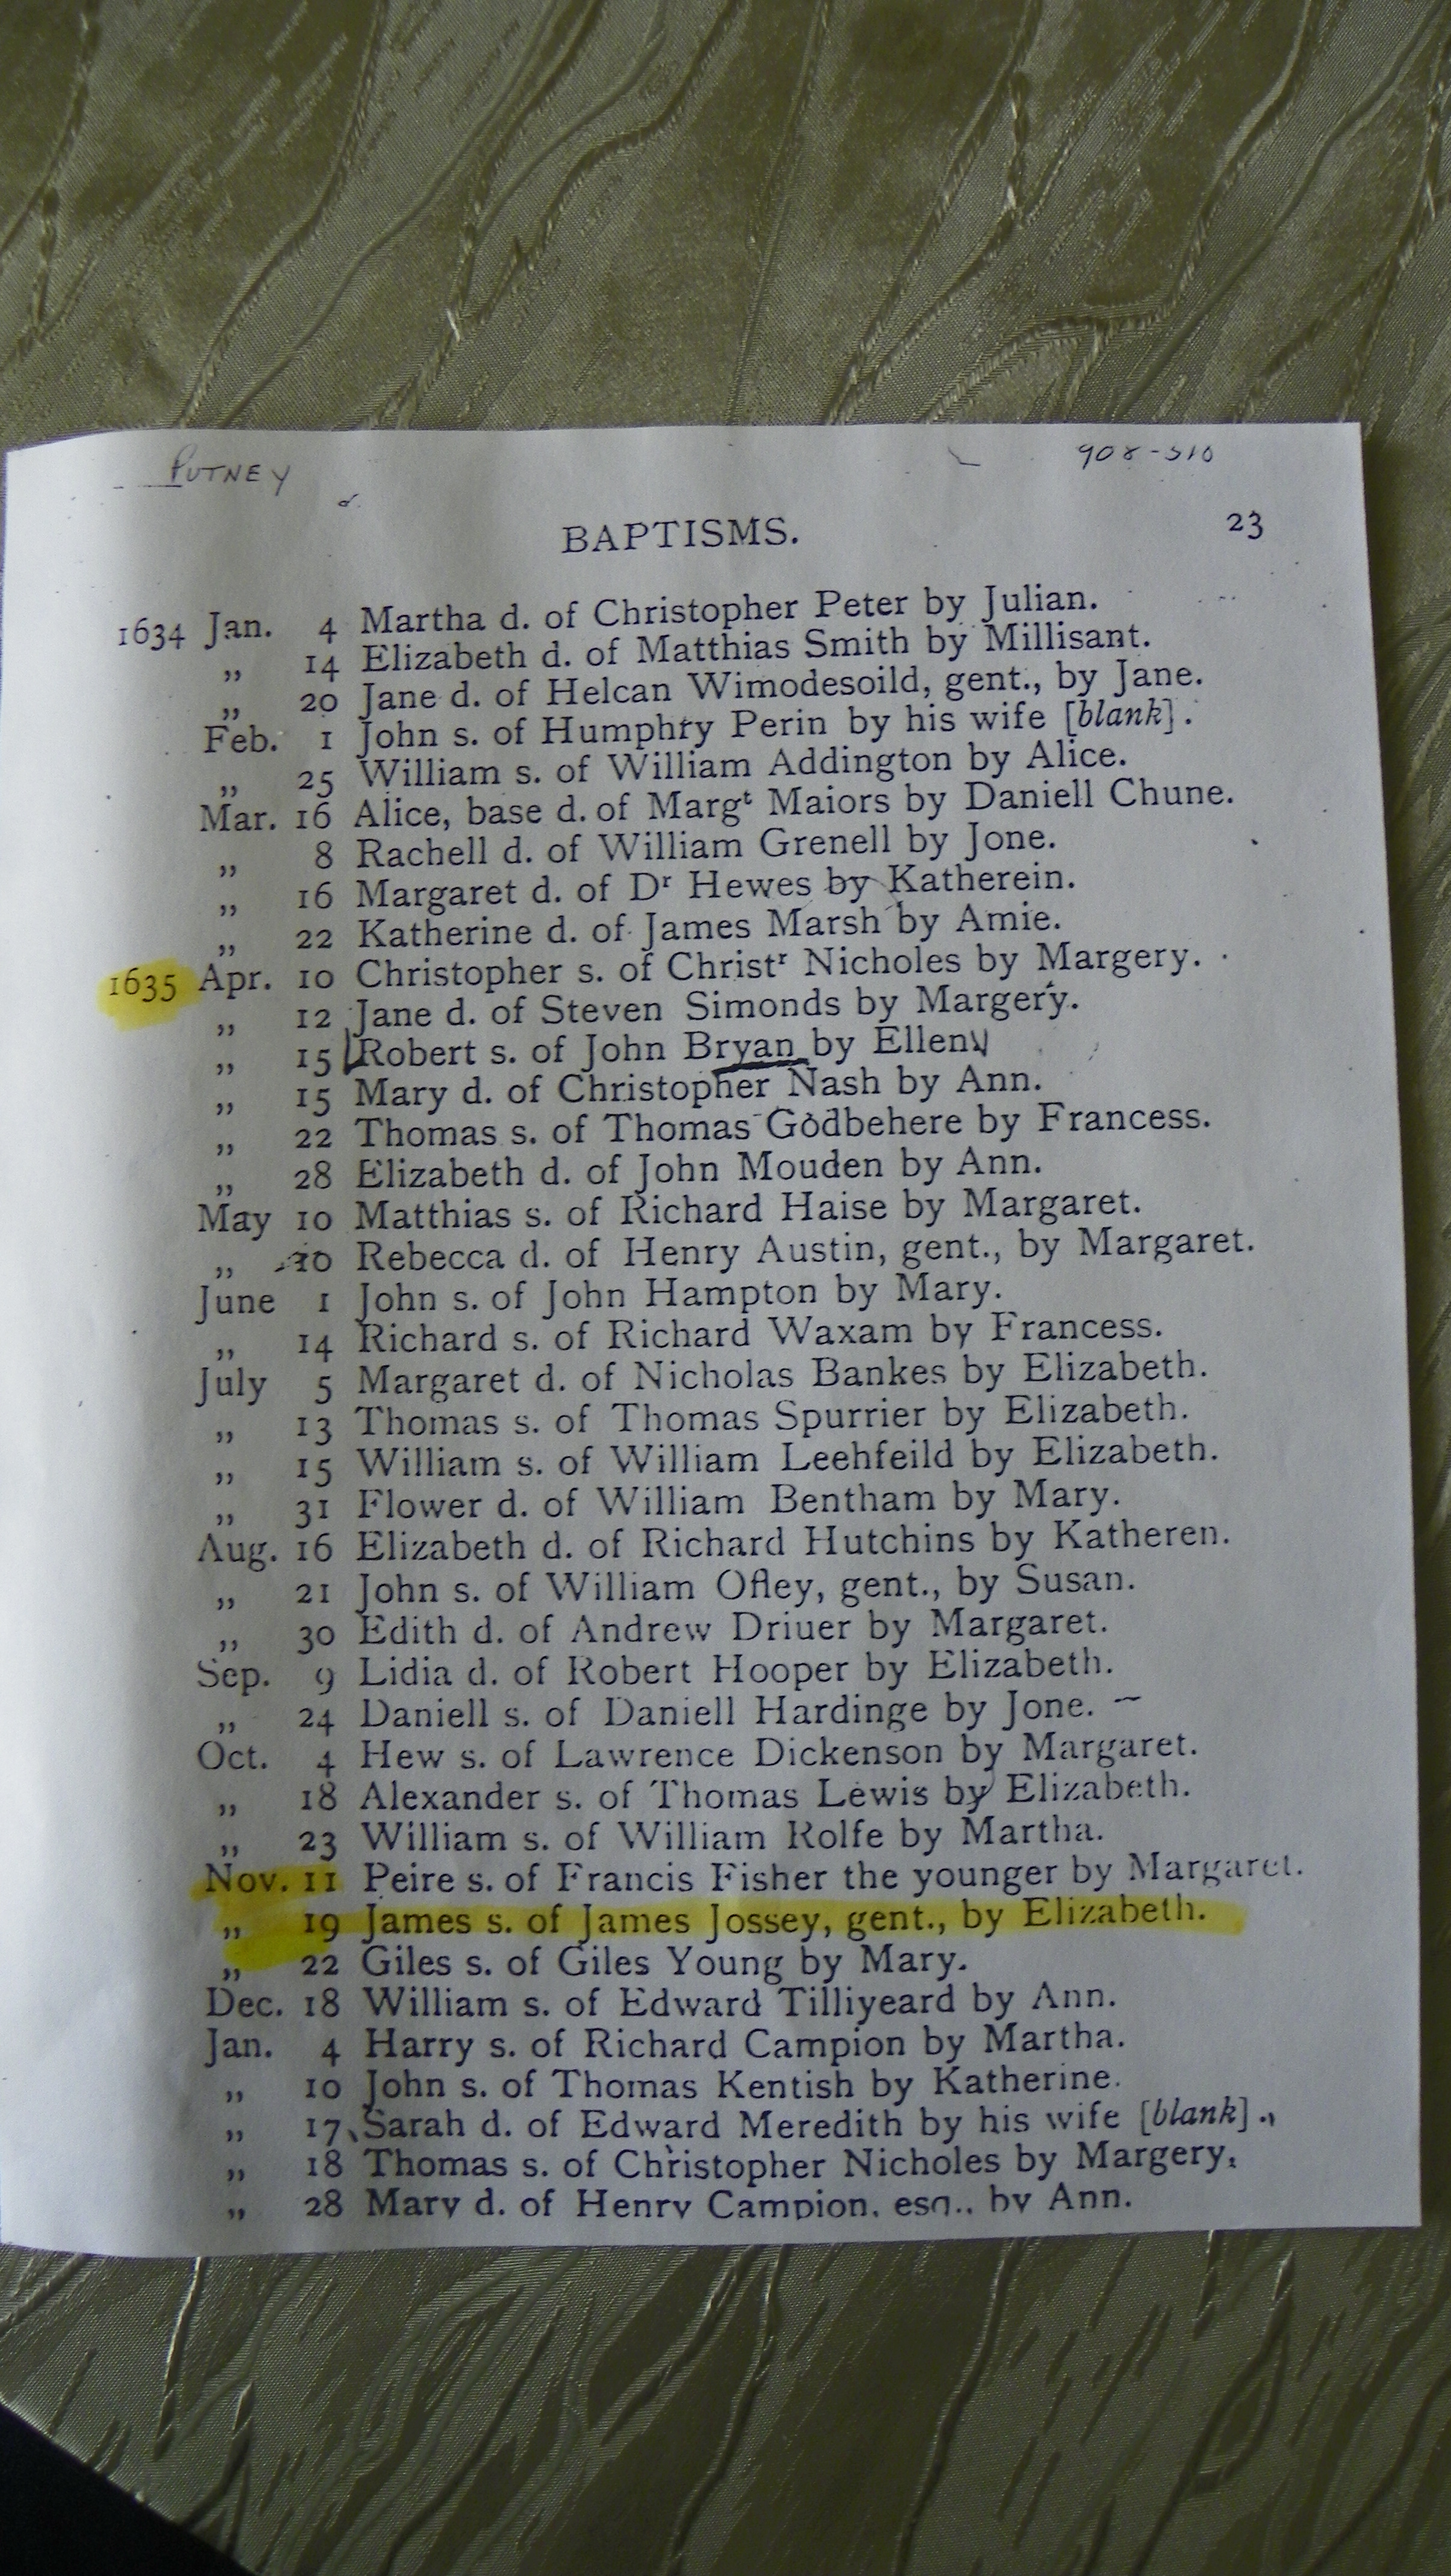 PUTNEY
908-510
BAPTISMS. 23
1634 Jan. 4 Martha d. of Christopher Peter by Julian.
„ 14 Elizabeth d. of Matthias Smith by Millisant.
„ 20 Jane d. of Helcan Wimodesoild, gent., by Jane.
Feb. 1 John s. of Humphry Perin by his wife [blank].
„ 25 William s. of William Addington by Alice.
Mar. 16 Alice, base d. of Margᵗ Maiors by Daniell Chune.
„ 8 Rachell d. of William Grenell by Jone.
„ 16 Margaret d. of Dʳ Hewes by Katherein.
„ 22 Katherine d. of James Marsh by Amie.
1635 Apr. 10 Christopher s. of Christʳ Nicholes by Margery.
„ 12 Jane d. of Steven Simonds by Margery.
„ 15 Robert s. of John Bryan by Ellen
„ 15 Mary d. of Christopher Nash by Ann.
„ 22 Thomas s. of Thomas Godbehere by Francess.
„ 28 Elizabeth d. of John Mouden by Ann.
May 10 Matthias s. of Richard Haise by Margaret.
„ 10 Rebecca d. of Henry Austin, gent., by Margaret.
June 1 John s. of John Hampton by Mary.
„ 14 Richard s. of Richard Waxam by Francess.
July 5 Margaret d. of Nicholas Bankes by Elizabeth.
„ 13 Thomas s. of Thomas Spurrier by Elizabeth.
„ 15 William s. of William Leehfeild by Elizabeth.
„ 31 Flower d. of William Bentham by Mary.
Aug. 16 Elizabeth d. of Richard Hutchins by Katheren.
„ 21 John s. of William Ofley, gent., by Susan.
„ 30 Edith d. of Andrew Driuer by Margaret.
Sep. 9 Lidia d. of Robert Hooper by Elizabeth.
„ 24 Daniell s. of Daniell Hardinge by Jone.
Oct. 4 Hew s. of Lawrence Dickenson by Margaret.
„ 18 Alexander s. of Thomas Lewis by Elizabeth.
„ 23 William s. of William Rolfe by Martha.
Nov. 11 Peire s. of Francis Fisher the younger by Margaret.
„ 19 James s. of James Jossey, gent., by Elizabeth.
„ 22 Giles s. of Giles Young by Mary.
Dec. 18 William s. of Edward Tilliyeard by Ann.
Jan. 4 Harry s. of Richard Campion by Martha.
„ 10 John s. of Thomas Kentish by Katherine.
„ 17 Sarah d. of Edward Meredith by his wife [blank].
„ 18 Thomas s. of Christopher Nicholes by Margery.
„ 28 Mary d. of Henry Campion, esq., by Ann.